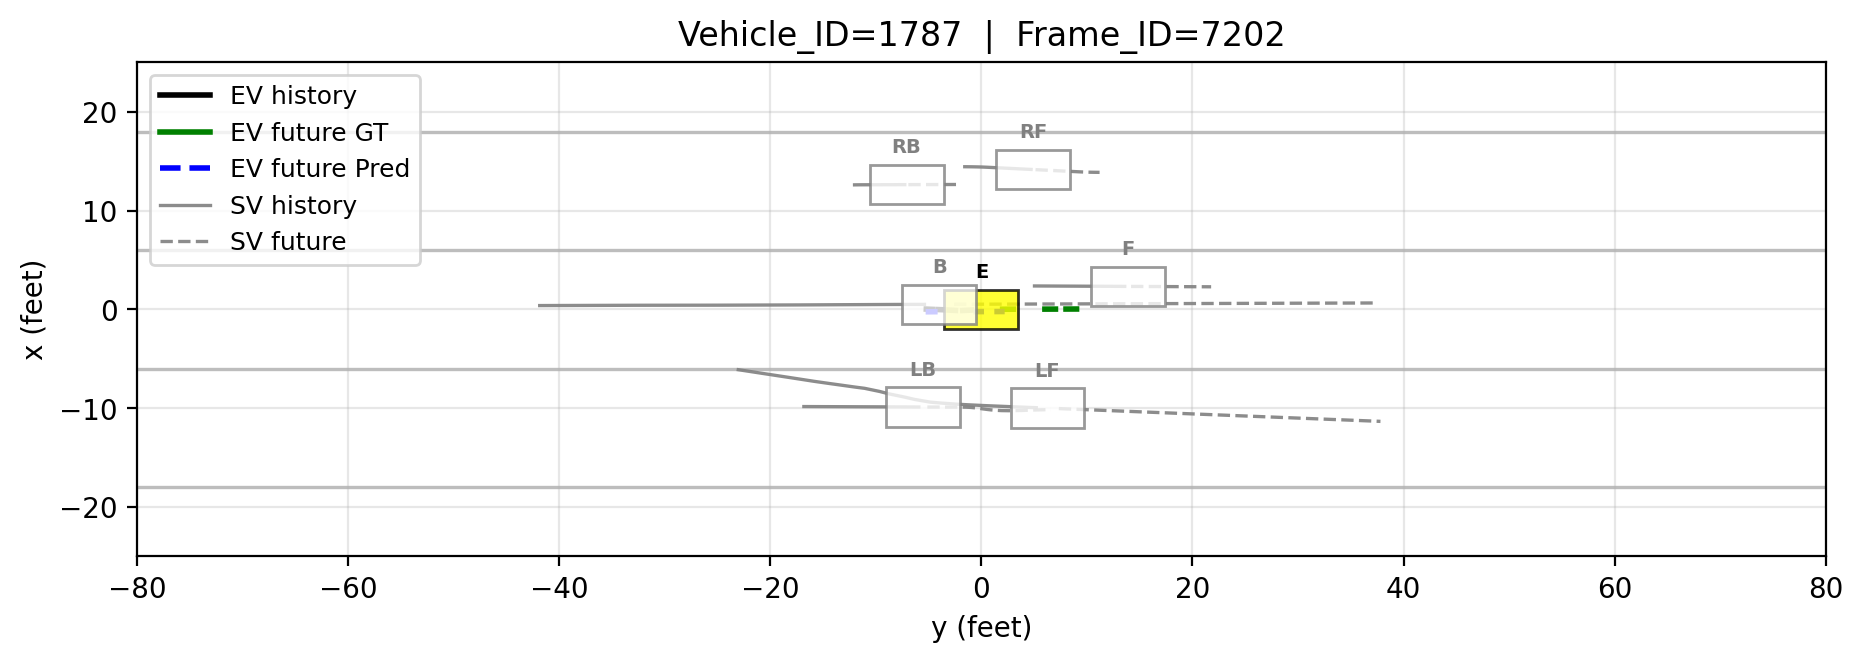 Vehicle_ID=1787 | Frame_ID=7202
EV history
EV future GT
EV future Pred
SV history
SV future
RB
RF
F
B
E
LB
LF
20
10
0
−10
−20
x (feet)
−80
−60
−40
−20
0
20
40
60
80
y (feet)